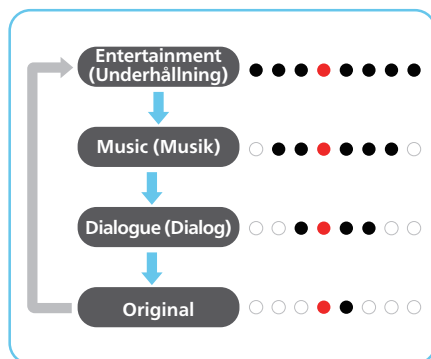 Entertainment
(Underhållning)
Music (Musik)
Dialogue (Dialog)
Original